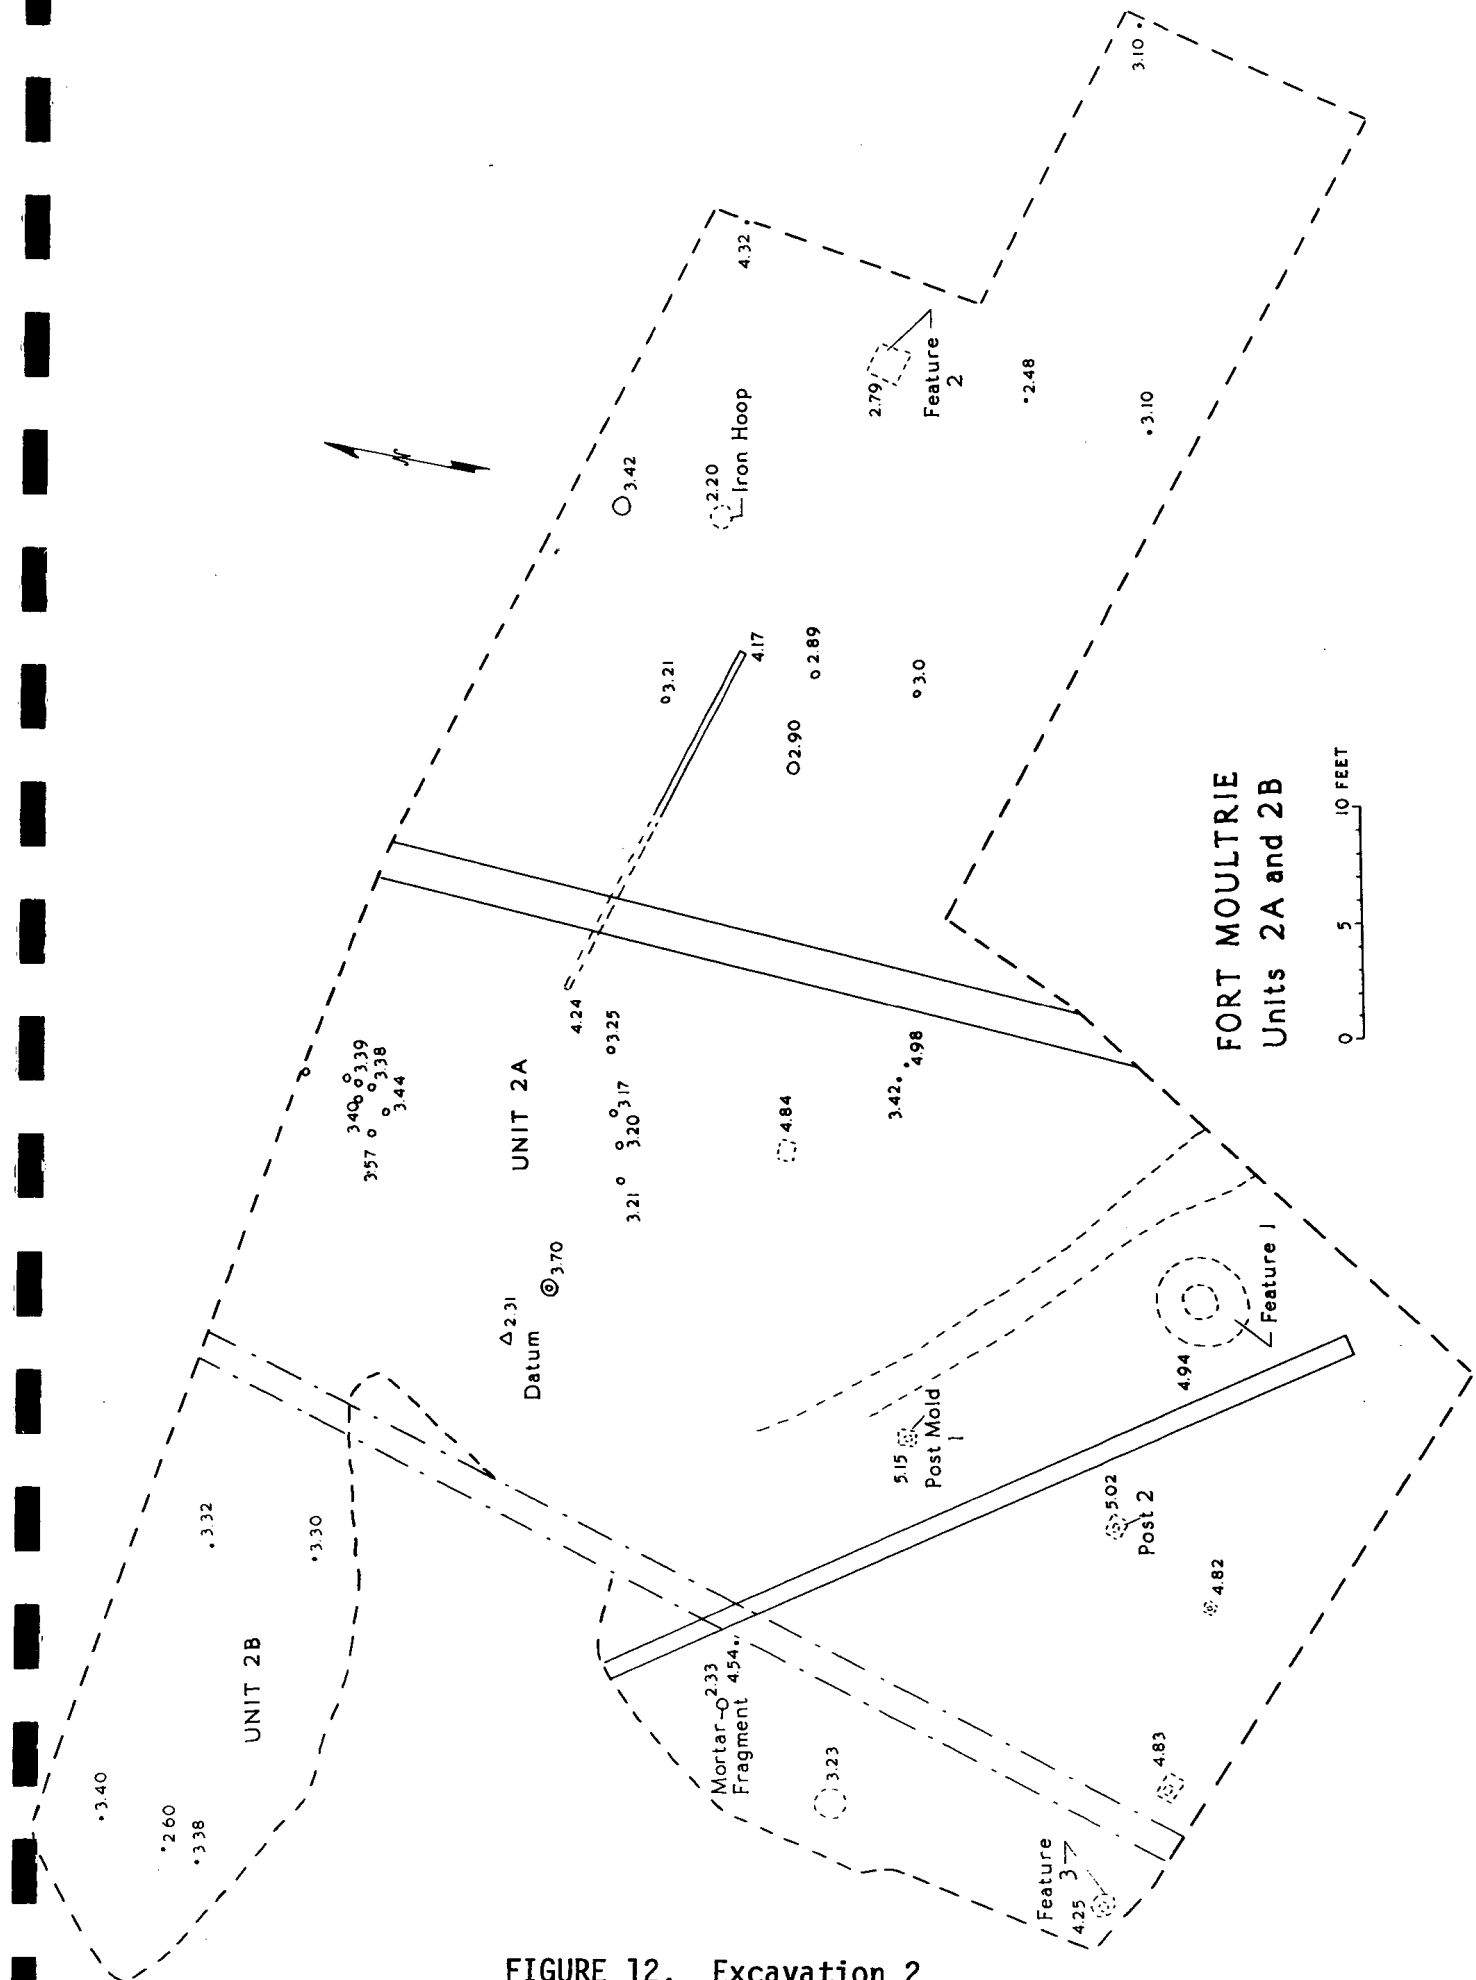 3.10
4.32
2.79
Feature
2
2.48
3.10
3.42
2.20
Iron Hoop
3.21
4.17
2.89
2.90
3.0
4.24
3.25
3.39
3.38
3.40
3.44
3.57
UNIT 2A
3.17
3.20
3.21
4.84
3.42
4.98
2.31
Datum
3.70
Feature 1
4.94
5.15
Post Mold
1
5.02
Post 2
4.82
4.83
3.32
3.30
UNIT 2B
3.40
2 60
3 38
Mortar
Fragment
2.33
4.54
3.23
Feature
3
4.25
N
FORT MOULTRIE
Units 2A and 2B
0 5 10 FEET
FIGURE 12. Excavation 2